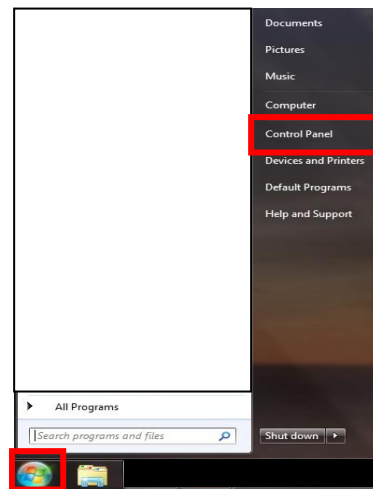 Documents
Pictures
Music
Computer
Control Panel
Devices and Printers
Default Programs
Help and Support
All Programs
Search programs and files
Shut down